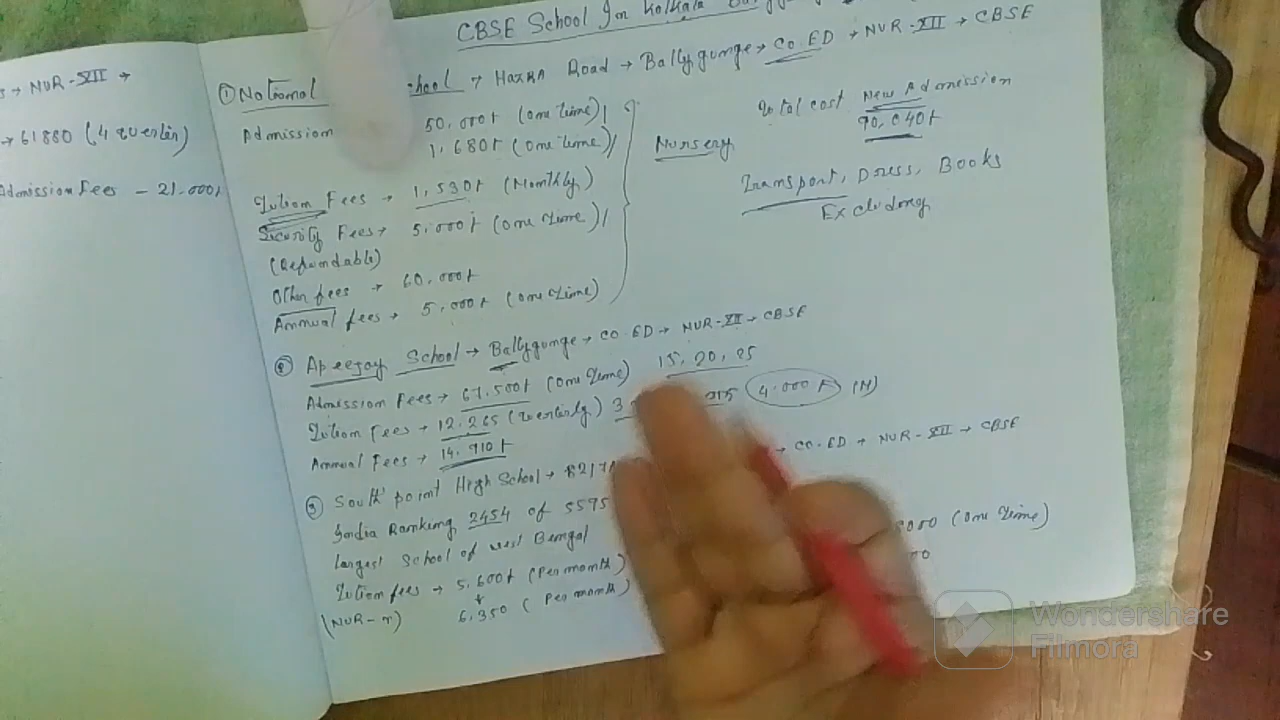 CBSE School In Kolkata
→ NUR-VII →
→ 61880 (4
Admission Fees - 21.000/
① National School → Hazra Road → Ballygunge → CO.ED → NUR-XII → CBSE
Admission 50,000/- (One Time)
1,680/- (One Time)
Tution Fees → 1,530/- (Monthly)
Security Fees → 5.000/- (One Time)
(Refundable)
Other fees → 60,000/-
Annual fees → 5,000/- (One Time)
Nursery
Total cost New Admission
90,040/-
Transport, Dress, Books
Excluding
② Apeejay School → Ballygunge → CO.ED → NUR-XII → CBSE
Admission Fees → 67.500/- (One Time) 15, 20, 25
Tution Fees → 12.265 4.000/- (M)
Annual Fees → 14.910/-
③ South point High School →
→ CO.ED → NUR-XII → CBSE
India Ranking 2454 of 5595
largest School of West Bengal
Tution fees → 5.600/- (Per month)
(NUR-
6.350 (Per month)
000 (One Time)
Wondershare
Filmora